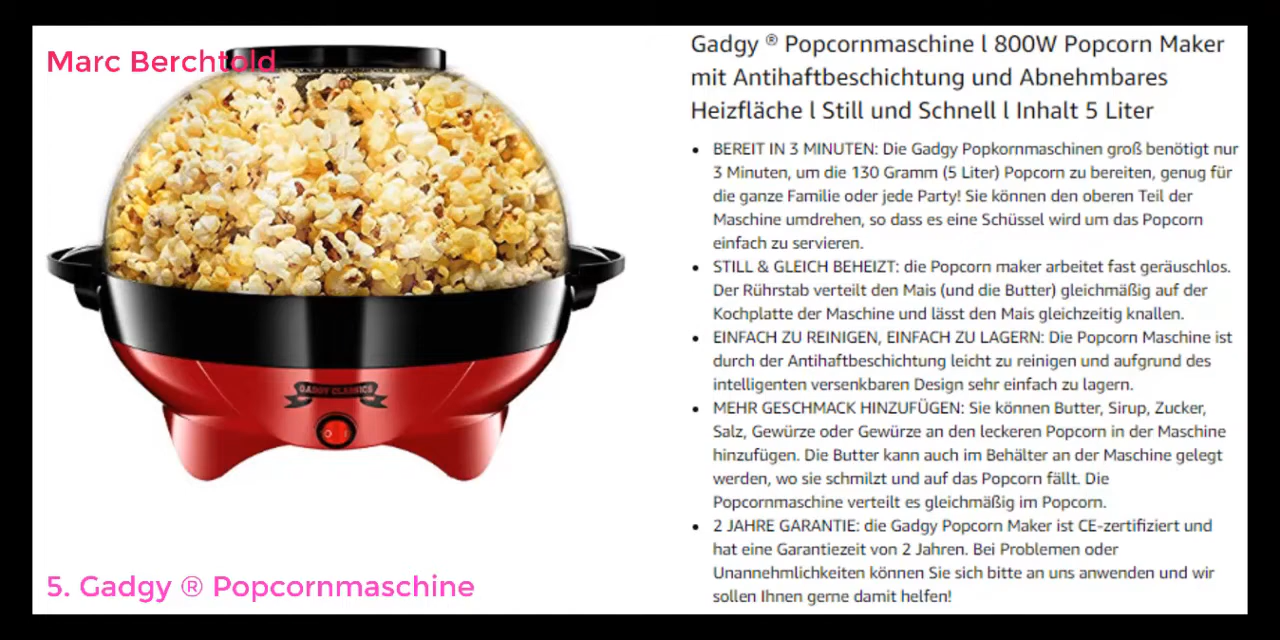 Marc Berchtold
Gadgy ® Popcornmaschine l 800W Popcorn Maker
mit Antihaftbeschichtung und Abnehmbares
Heizfläche l Still und Schnell l Inhalt 5 Liter
• BEREIT IN 3 MINUTEN: Die Gadgy Popkornmaschinen groß benötigt nur
3 Minuten, um die 130 Gramm (5 Liter) Popcorn zu bereiten, genug für
die ganze Familie oder jede Party! Sie können den oberen Teil der
Maschine umdrehen, so dass es eine Schüssel wird um das Popcorn
einfach zu servieren.
• STILL & GLEICH BEHEIZT: die Popcorn maker arbeitet fast geräuschlos.
Der Rührstab verteilt den Mais (und die Butter) gleichmäßig auf der
Kochplatte der Maschine und lässt den Mais gleichzeitig knallen.
• EINFACH ZU REINIGEN, EINFACH ZU LAGERN: Die Popcorn Maschine ist
durch der Antihaftbeschichtung leicht zu reinigen und aufgrund des
intelligenten versenkbaren Design sehr einfach zu lagern.
• MEHR GESCHMACK HINZUFÜGEN: Sie können Butter, Sirup, Zucker,
Salz, Gewürze oder Gewürze an den leckeren Popcorn in der Maschine
hinzufügen. Die Butter kann auch im Behälter an der Maschine gelegt
werden, wo sie schmilzt und auf das Popcorn fällt. Die
Popcornmaschine verteilt es gleichmäßig im Popcorn.
• 2 JAHRE GARANTIE: die Gadgy Popcorn Maker ist CE-zertifiziert und
hat eine Garantiezeit von 2 Jahren. Bei Problemen oder
Unannehmlichkeiten können Sie sich bitte an uns anwenden und wir
sollen Ihnen gerne damit helfen!
GADGY CLASSICS
5. Gadgy ® Popcornmaschine